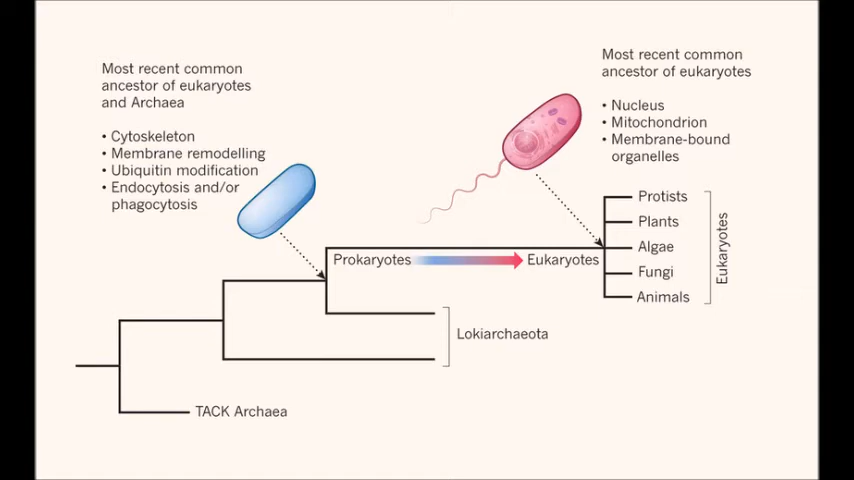 Most recent common
ancestor of eukaryotes
and Archaea
• Cytoskeleton
• Membrane remodelling
• Ubiquitin modification
• Endocytosis and/or
phagocytosis
Most recent common
ancestor of eukaryotes
• Nucleus
• Mitochondrion
• Membrane-bound
organelles
Protists
Plants
Algae
Fungi
Animals
Eukaryotes
Prokaryotes
Eukaryotes
Lokiarchaeota
TACK Archaea